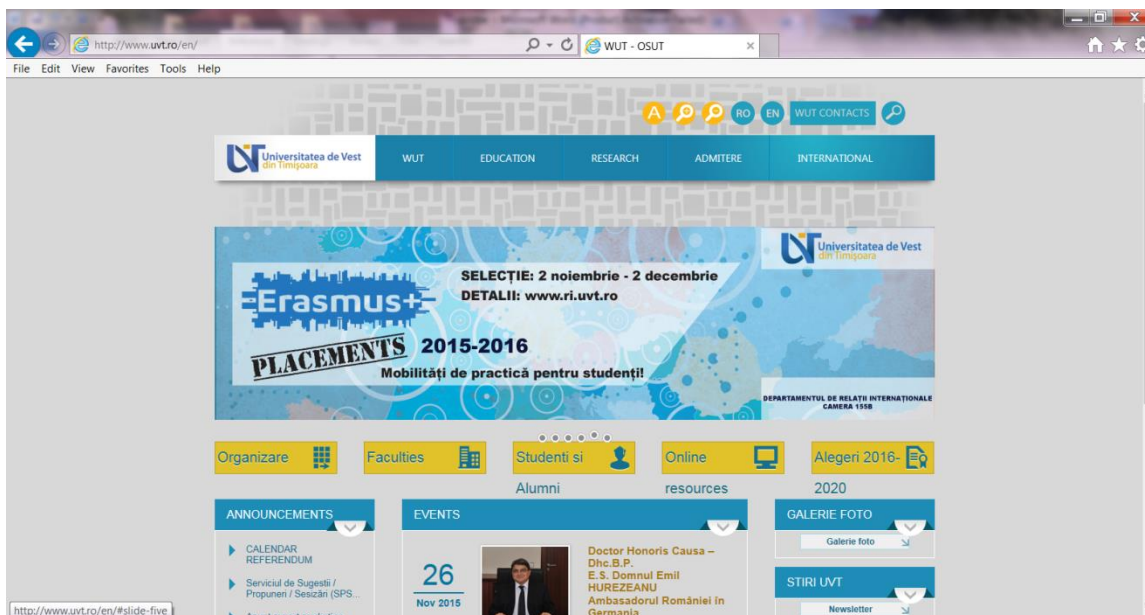 http://www.uvt.ro/en/
WUT - OSUT
File Edit View Favorites Tools Help
A RO EN WUT CONTACTS
Universitatea de Vest
din Timișoara
WUT EDUCATION RESEARCH ADMITERE INTERNATIONAL
Universitatea de Vest
din Timișoara
SELECȚIE: 2 noiembrie - 2 decembrie
DETALII: www.ri.uvt.ro
Erasmus+
PLACEMENTS 2015-2016
Mobilități de practică pentru studenți!
DEPARTAMENTUL DE RELAȚII INTERNAȚIONALE
CAMERA 155B
Organizare
Faculties
Studenti si
Alumni
Online
resources
Alegeri 2016-
2020
ANNOUNCEMENTS
CALENDAR
REFERENDUM
Serviciul de Sugestii /
Propuneri / Sesizări (SPS...
EVENTS
26
Nov 2015
Doctor Honoris Causa –
Dhc.B.P.
E.S. Domnul Emil
HUREZEANU
Ambasadorul României în
Germania
GALERIE FOTO
Galerie foto
STIRI UVT
Newsletter
http://www.uvt.ro/en/#slide-five